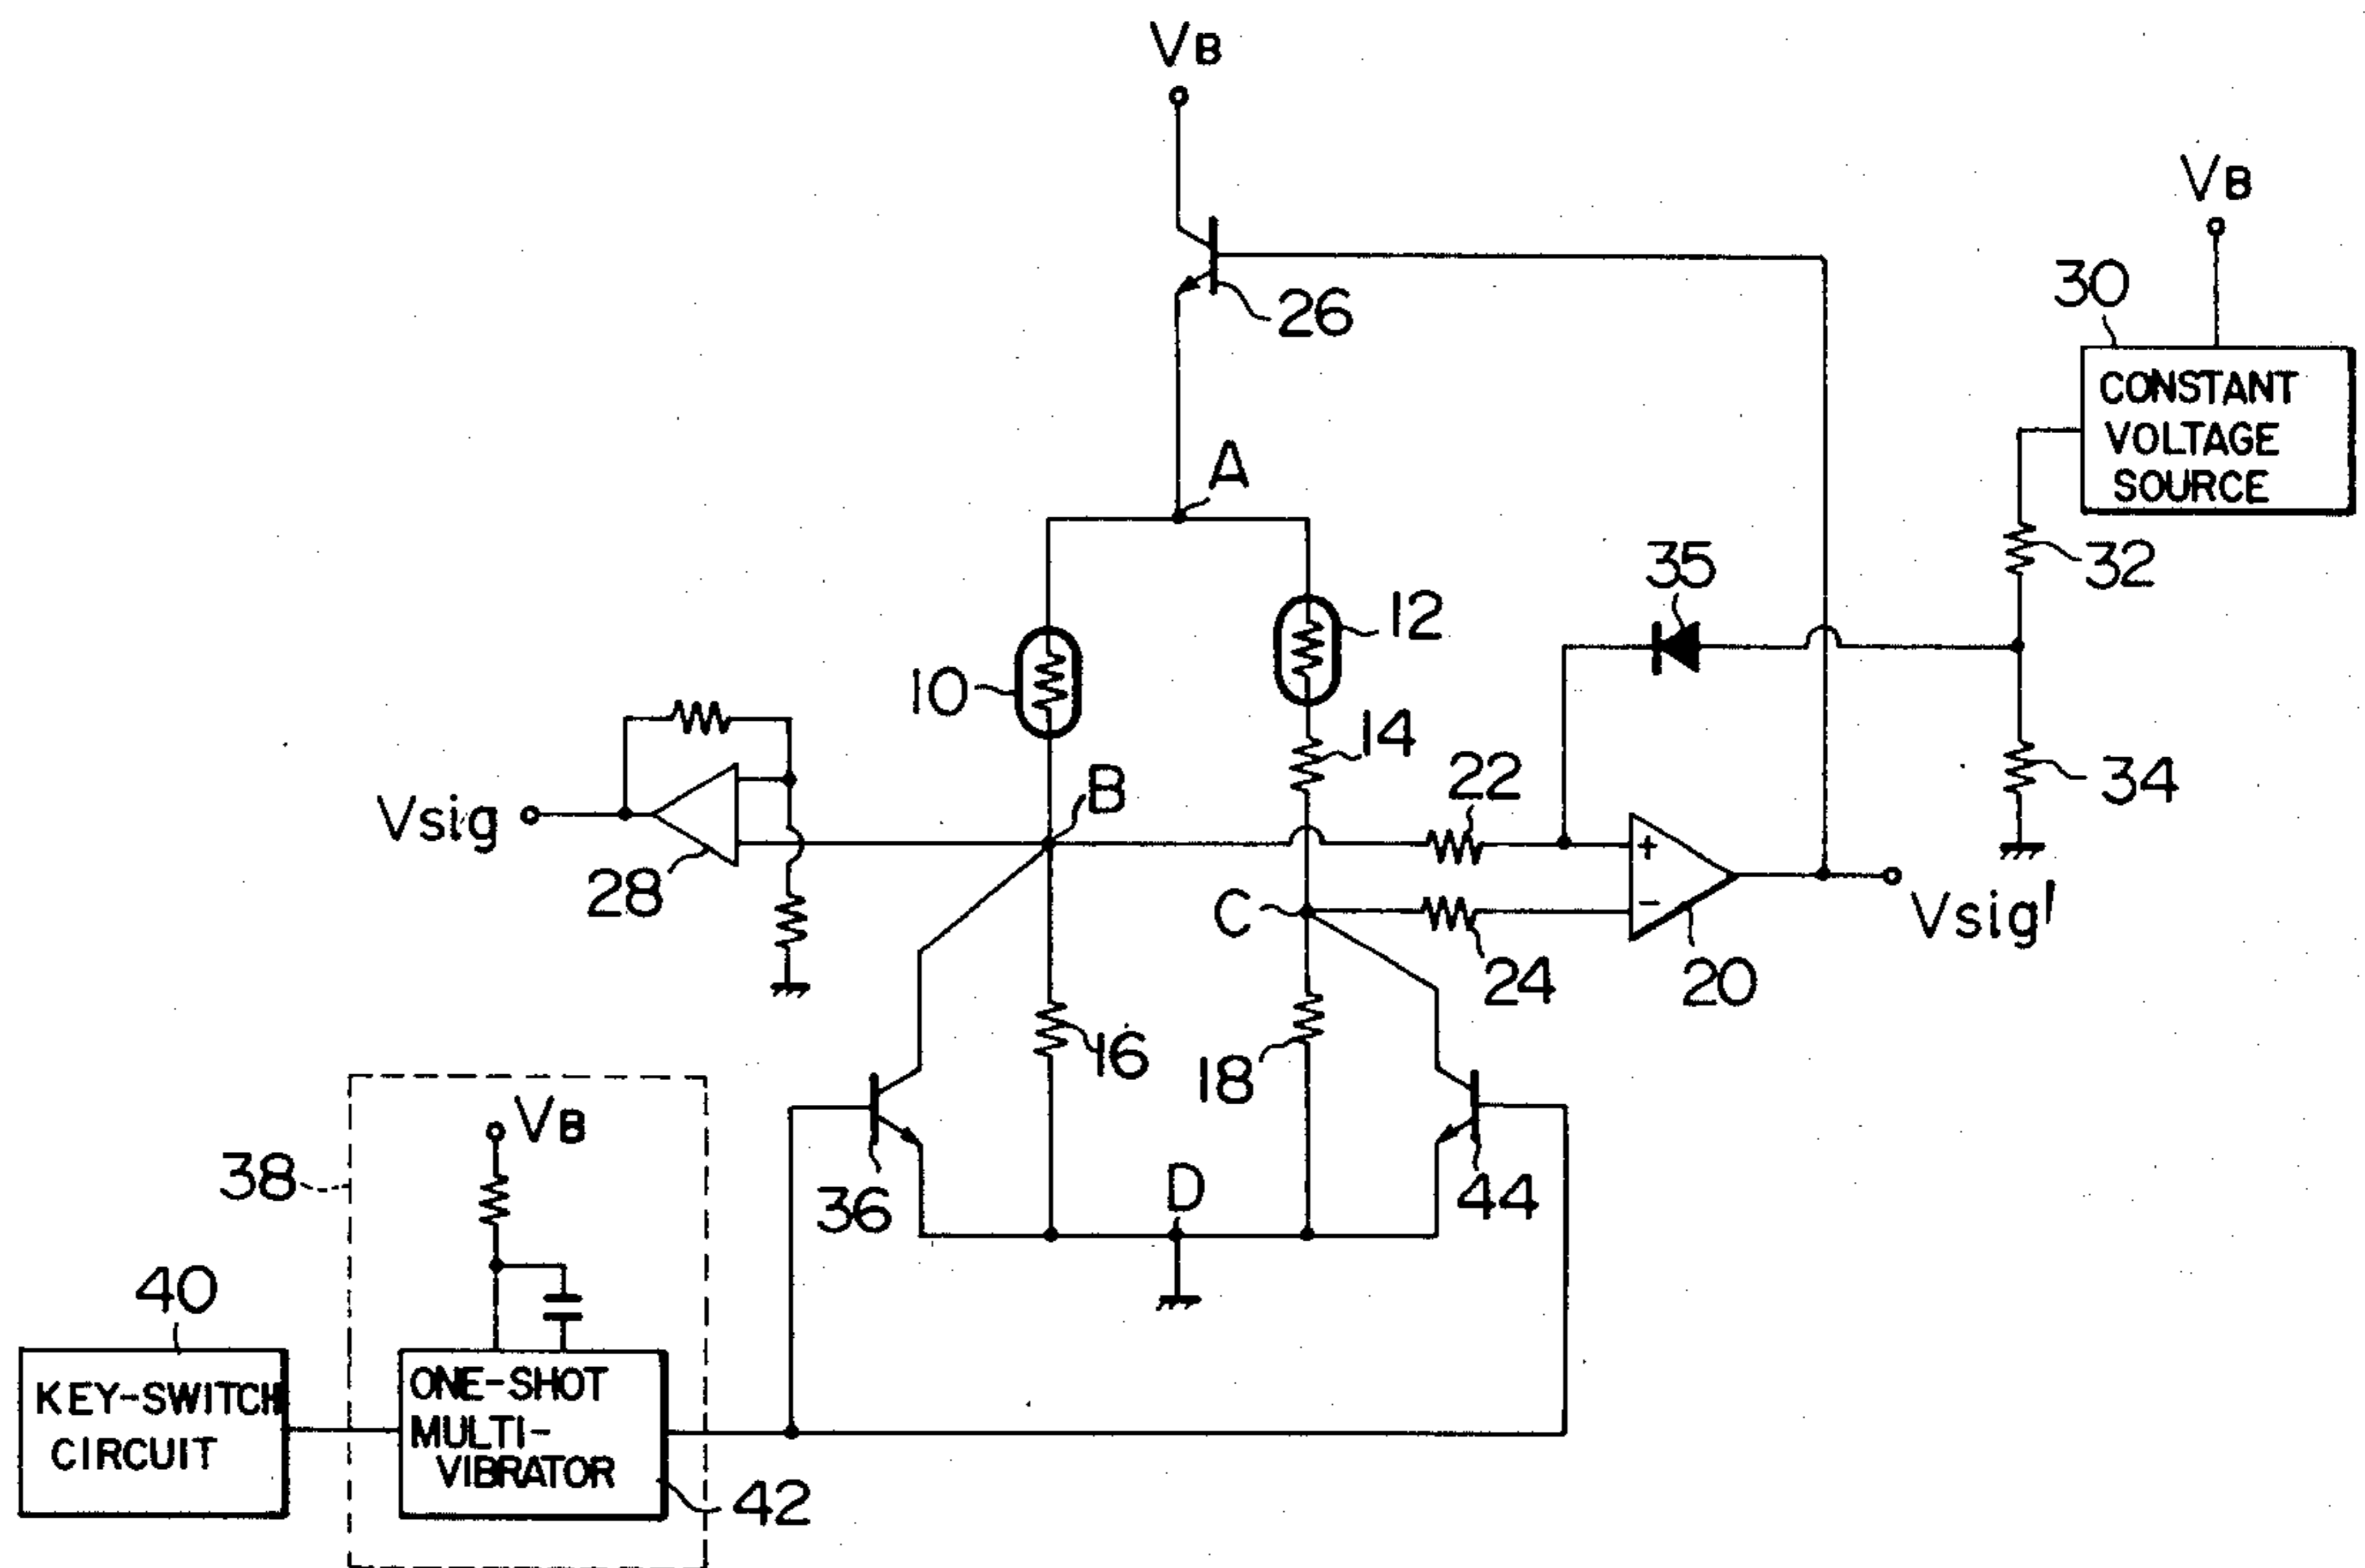 VB
VB
30
CONSTANT
VOLTAGE
SOURCE
26
A
35
32
12
10
14
22
B
34
Vsig
28
+
C
-
Vsig'
24
20
16
18
VB
38
36
D
44
40
KEY-SWITCH
CIRCUIT
ONE-SHOT
MULTI-
VIBRATOR
42